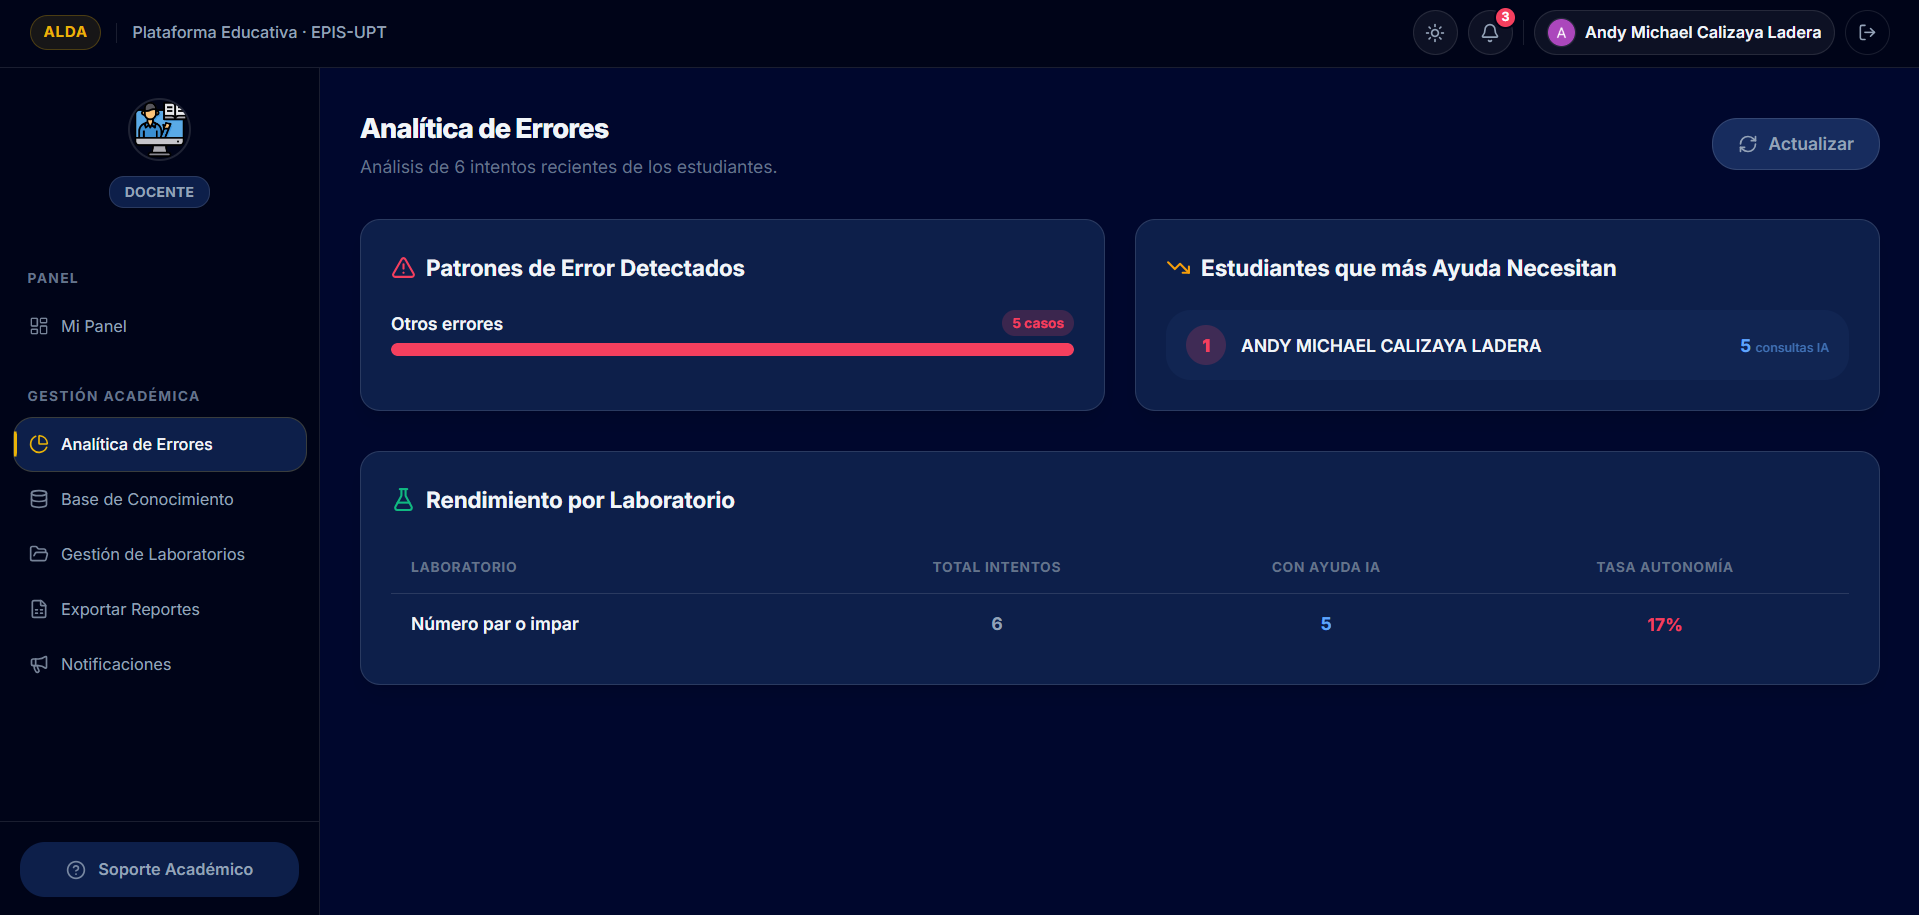 ALDA
Plataforma Educativa · EPIS-UPT
3
A
Andy Michael Calizaya Ladera
DOCENTE
PANEL
Mi Panel
GESTIÓN ACADÉMICA
Analítica de Errores
Base de Conocimiento
Gestión de Laboratorios
Exportar Reportes
Notificaciones
Soporte Académico
Analítica de Errores
Análisis de 6 intentos recientes de los estudiantes.
Actualizar
Patrones de Error Detectados
Otros errores
5 casos
Estudiantes que más Ayuda Necesitan
1
ANDY MICHAEL CALIZAYA LADERA
5 consultas IA
Rendimiento por Laboratorio
LABORATORIO TOTAL INTENTOS CON AYUDA IA TASA AUTONOMÍA
Número par o impar 6 5 17%